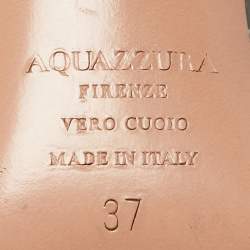 AQUAZZURA
FIRENZE
VERO CUOIO
MADE IN ITALY
37